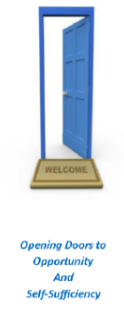 WELCOME
Opening Doors to
Opportunity
And
Self-Sufficiency